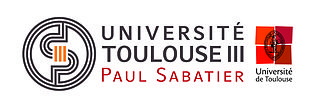 UNIVERSITÉ
TOULOUSE III
PAUL SABATIER
Université
de Toulouse